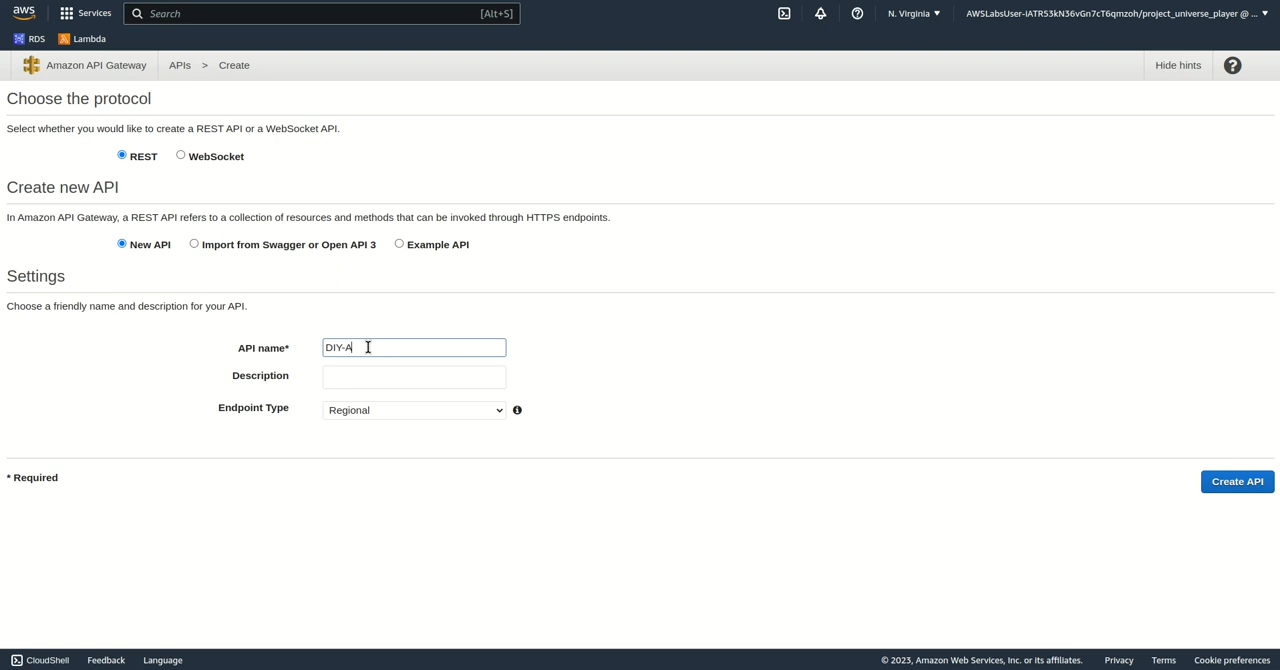 aws Services Search [Alt+S] N. Virginia ▼ AWSLabsUser-iATR53kN36vGn7cT6qmzoh/project_universe_player @ ... ▼
RDS Lambda
Amazon API Gateway APIs > Create Hide hints ?
Choose the protocol
Select whether you would like to create a REST API or a WebSocket API.
REST WebSocket
Create new API
In Amazon API Gateway, a REST API refers to a collection of resources and methods that can be invoked through HTTPS endpoints.
New API Import from Swagger or Open API 3 Example API
Settings
Choose a friendly name and description for your API.
API name* DIY-A
Description
Endpoint Type Regional
* Required
Create API
CloudShell Feedback Language © 2023, Amazon Web Services, Inc. or its affiliates. Privacy Terms Cookie preferences